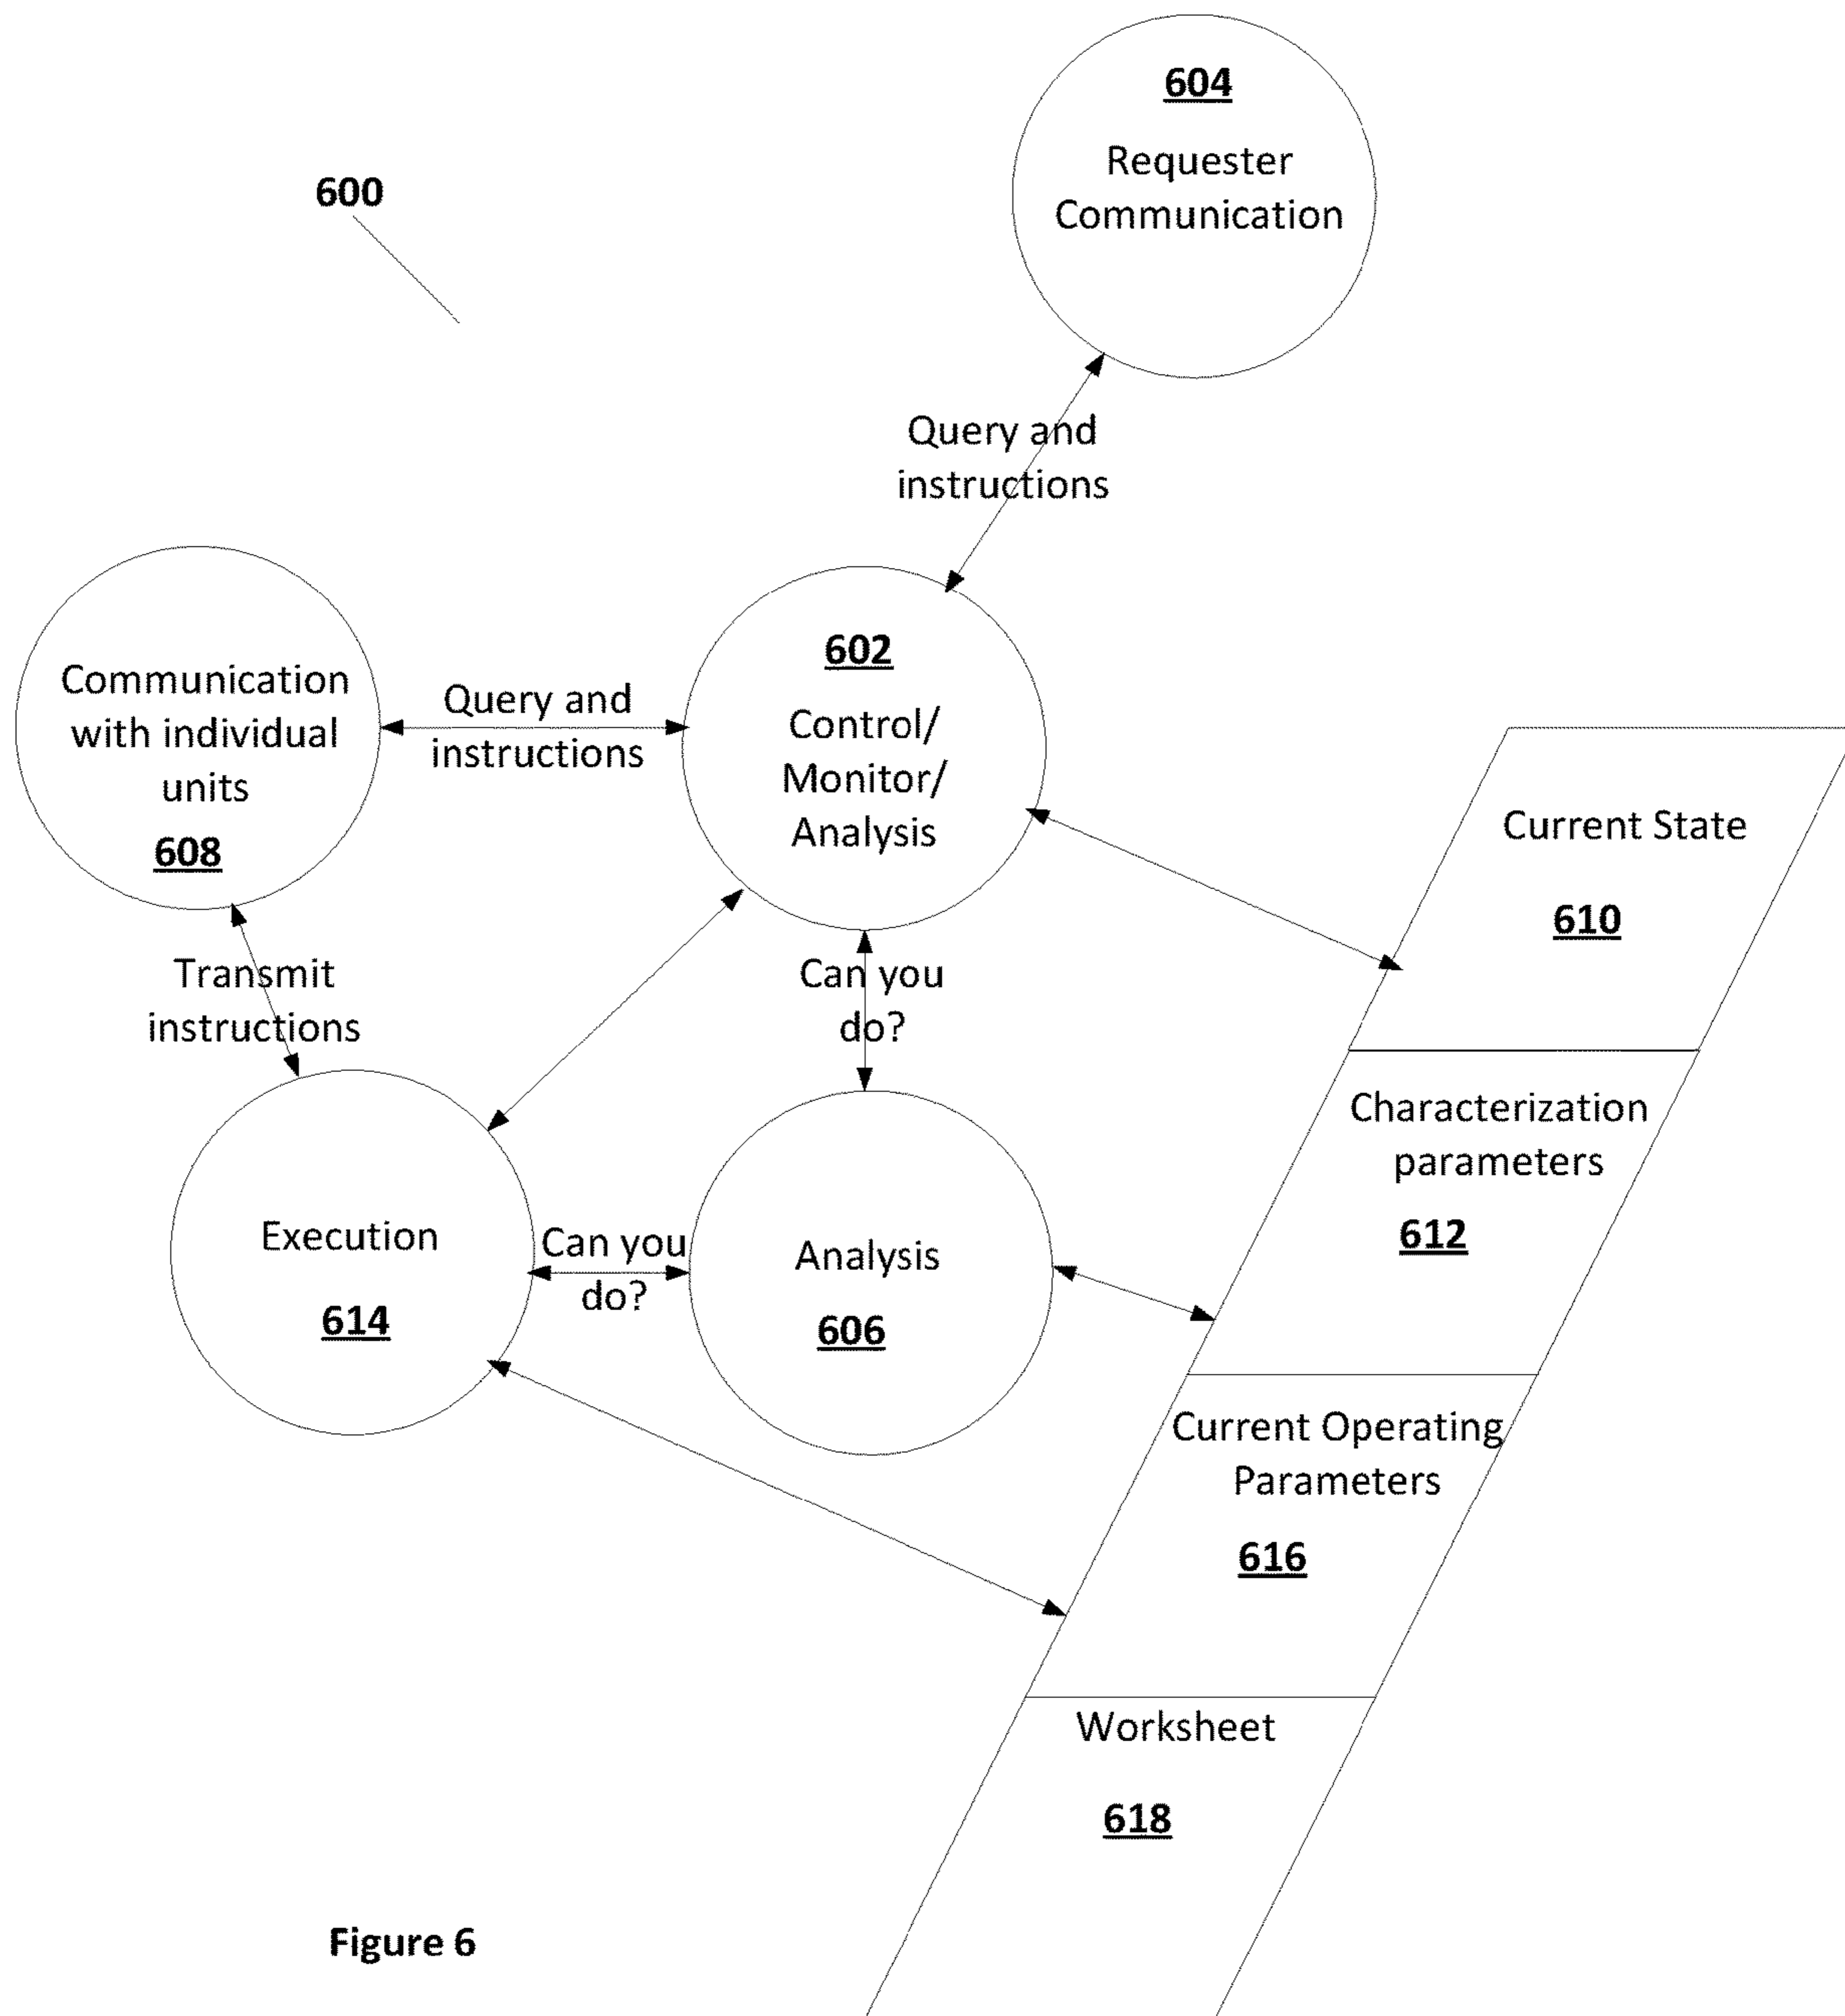 604
Requester
Communication
600
Query and
instructions
602
Control/
Monitor/
Analysis
Communication
with individual
units
608
Query and
instructions
Current State
610
Transmit
instructions
Can you
do?
Characterization
parameters
612
Execution
614
Can you
do?
Analysis
606
Current Operating
Parameters
616
Worksheet
618
Figure 6